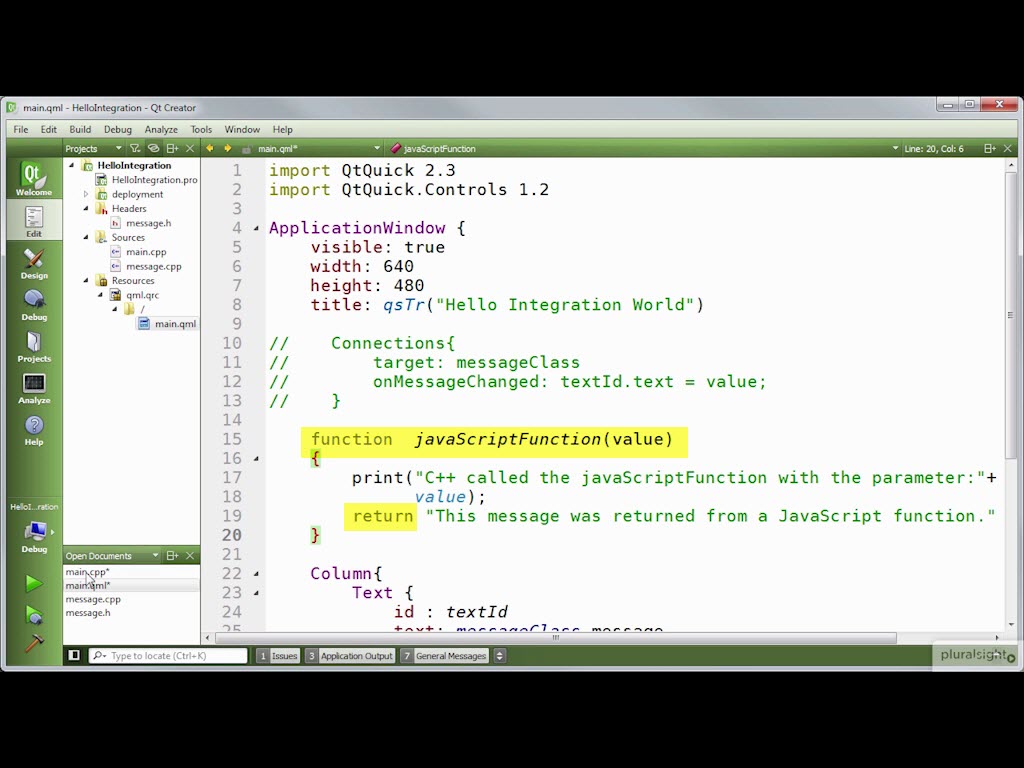 main.qml - HelloIntegration - Qt Creator
File Edit Build Debug Analyze Tools Window Help
Projects main.qml* javaScriptFunction Line: 20, Col: 6
Welcome
Edit
Design
Debug
Projects
Analyze
Help
HelloI...ration
Debug
HelloIntegration
HelloIntegration.pro
deployment
Headers
message.h
Sources
main.cpp
message.cpp
Resources
qml.qrc
/
main.qml
Open Documents
main.cpp*
main.qml*
message.cpp
message.h
1 import QtQuick 2.3
2 import QtQuick.Controls 1.2
3
4 ApplicationWindow {
5 visible: true
6 width: 640
7 height: 480
8 title: qsTr("Hello Integration World")
9
10 // Connections{
11 // target: messageClass
12 // onMessageChanged: textId.text = value;
13 // }
14
15 function javaScriptFunction(value)
16 {
17 print("C++ called the javaScriptFunction with the parameter:"+
18 value);
19 return "This message was returned from a JavaScript function."
20 }
21
22 Column{
23 Text {
24 id : textId
25 text: messageClass.message
Type to locate (Ctrl+K) 1 Issues 3 Application Output 7 General Messages
pluralsight